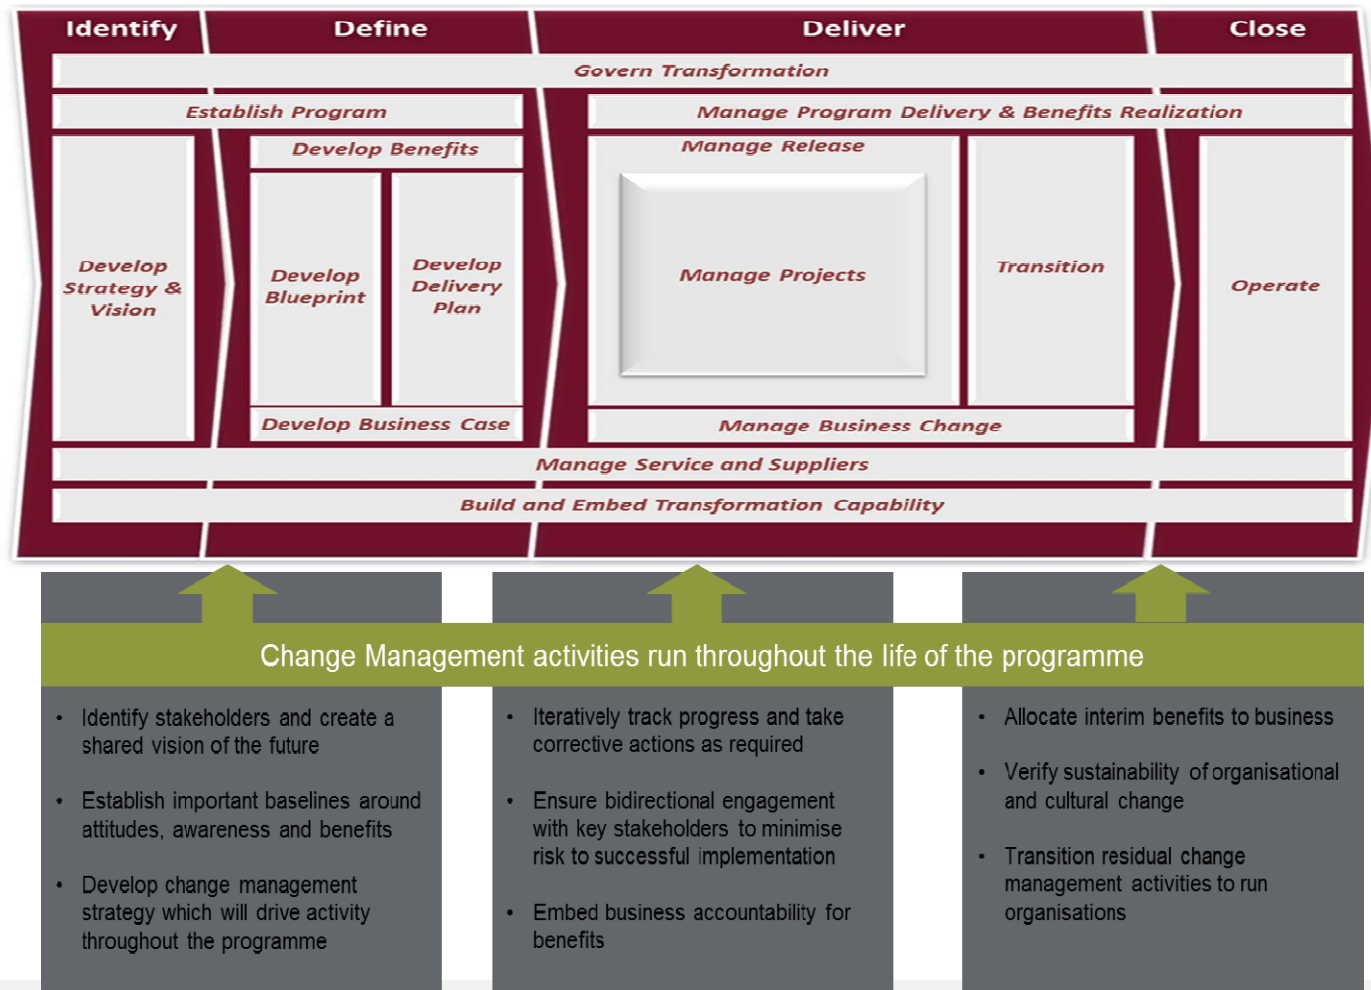 Identify
Define
Deliver
Close
Govern Transformation
Establish Program
Manage Program Delivery & Benefits Realization
Develop
Strategy &
Vision
Develop Benefits
Develop
Blueprint
Develop
Delivery
Plan
Develop Business Case
Manage Release
Manage Projects
Transition
Manage Business Change
Operate
Manage Service and Suppliers
Build and Embed Transformation Capability
Change Management activities run throughout the life of the programme
• Identify stakeholders and create a
shared vision of the future
• Establish important baselines around
attitudes, awareness and benefits
• Develop change management
strategy which will drive activity
throughout the programme
• Iteratively track progress and take
corrective actions as required
• Ensure bidirectional engagement
with key stakeholders to minimise
risk to successful implementation
• Embed business accountability for
benefits
• Allocate interim benefits to business
• Verify sustainability of organisational
and cultural change
• Transition residual change
management activities to run
organisations